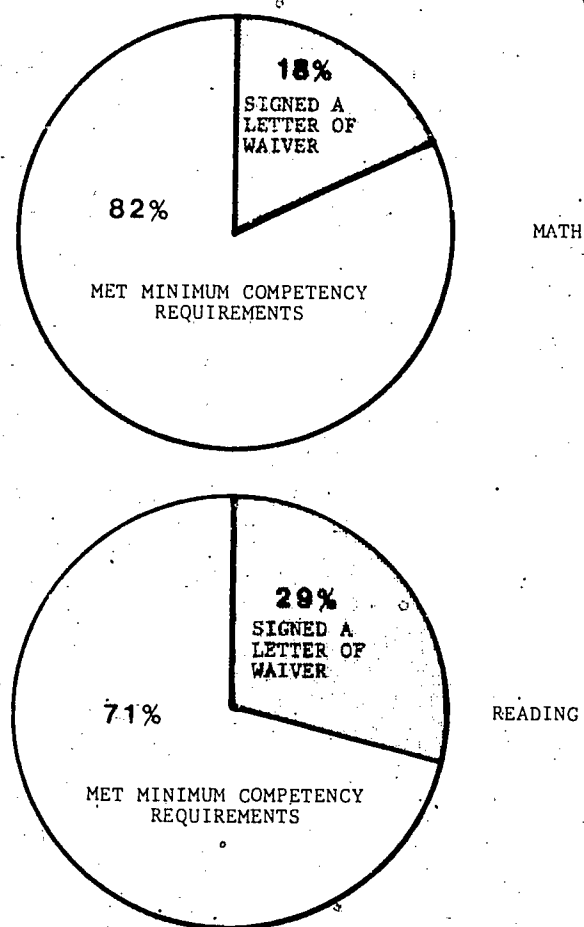 18%
SIGNED A
LETTER OF
WAIVER
82%
MATH
MET MINIMUM COMPETENCY
REQUIREMENTS
29%
SIGNED A
LETTER OF
WAIVER
71%
READING
MET MINIMUM COMPETENCY
REQUIREMENTS